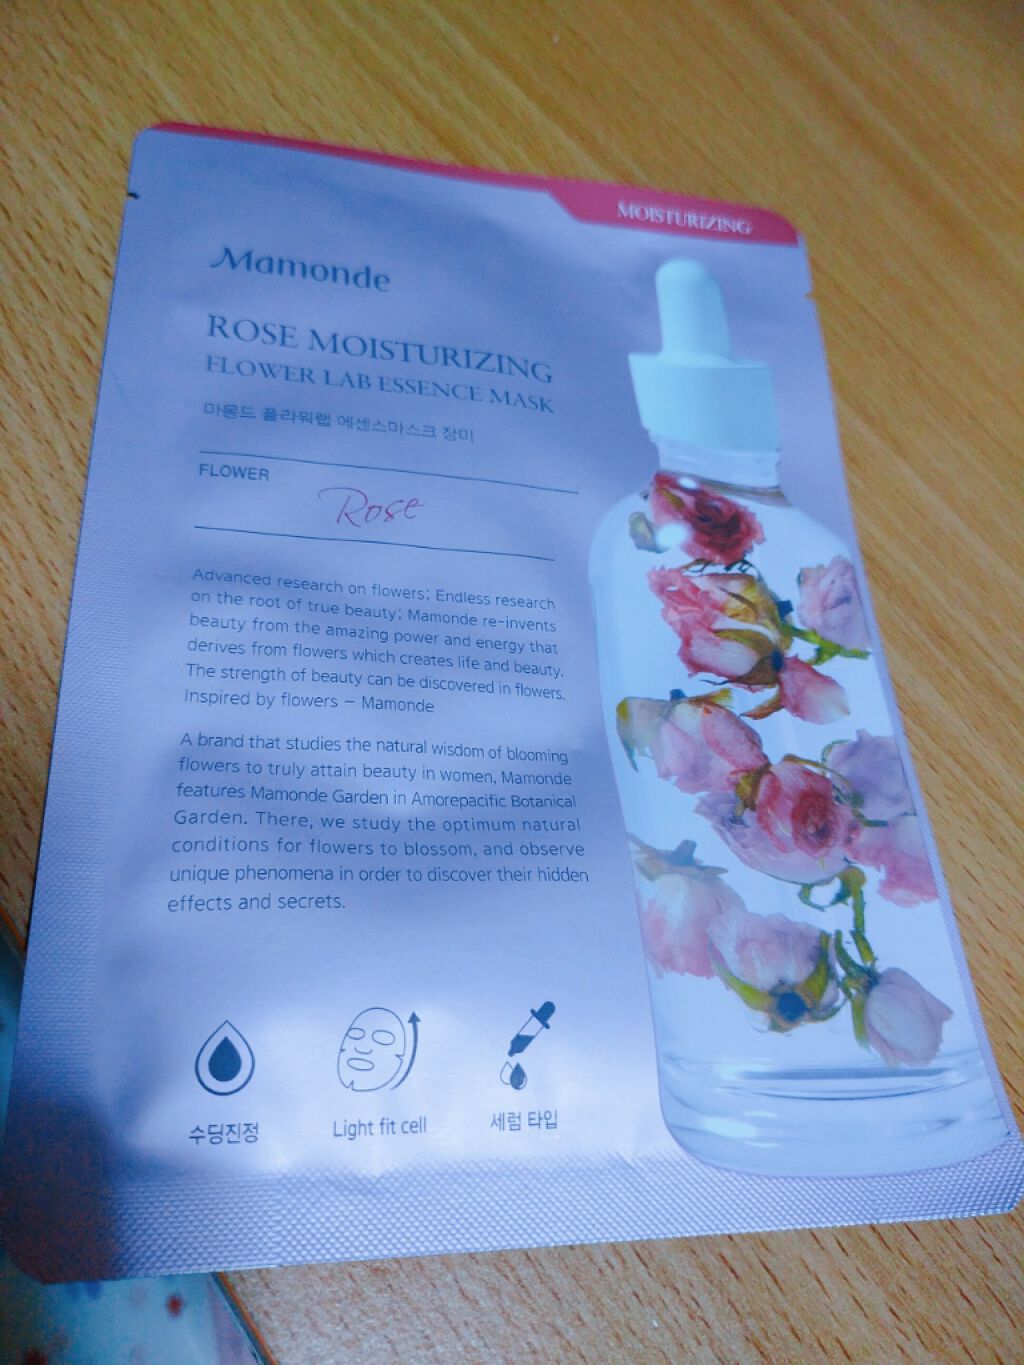 MOISTURIZING
Mamonde
ROSE MOISTURIZING
FLOWER LAB ESSENCE MASK
마몽드 플라워랩 에센스마스크 장미
FLOWER
Rose
Advanced research on flowers; Endless research
on the root of true beauty; Mamonde re-invents
beauty from the amazing power and energy that
derives from flowers which creates life and beauty.
The strength of beauty can be discovered in flowers.
Inspired by flowers – Mamonde
A brand that studies the natural wisdom of blooming
flowers to truly attain beauty in women, Mamonde
features Mamonde Garden in Amorepacific Botanical
Garden. There, we study the optimum natural
conditions for flowers to blossom, and observe
unique phenomena in order to discover their hidden
effects and secrets.
수딩진정
Light fit cell
세럼 타입